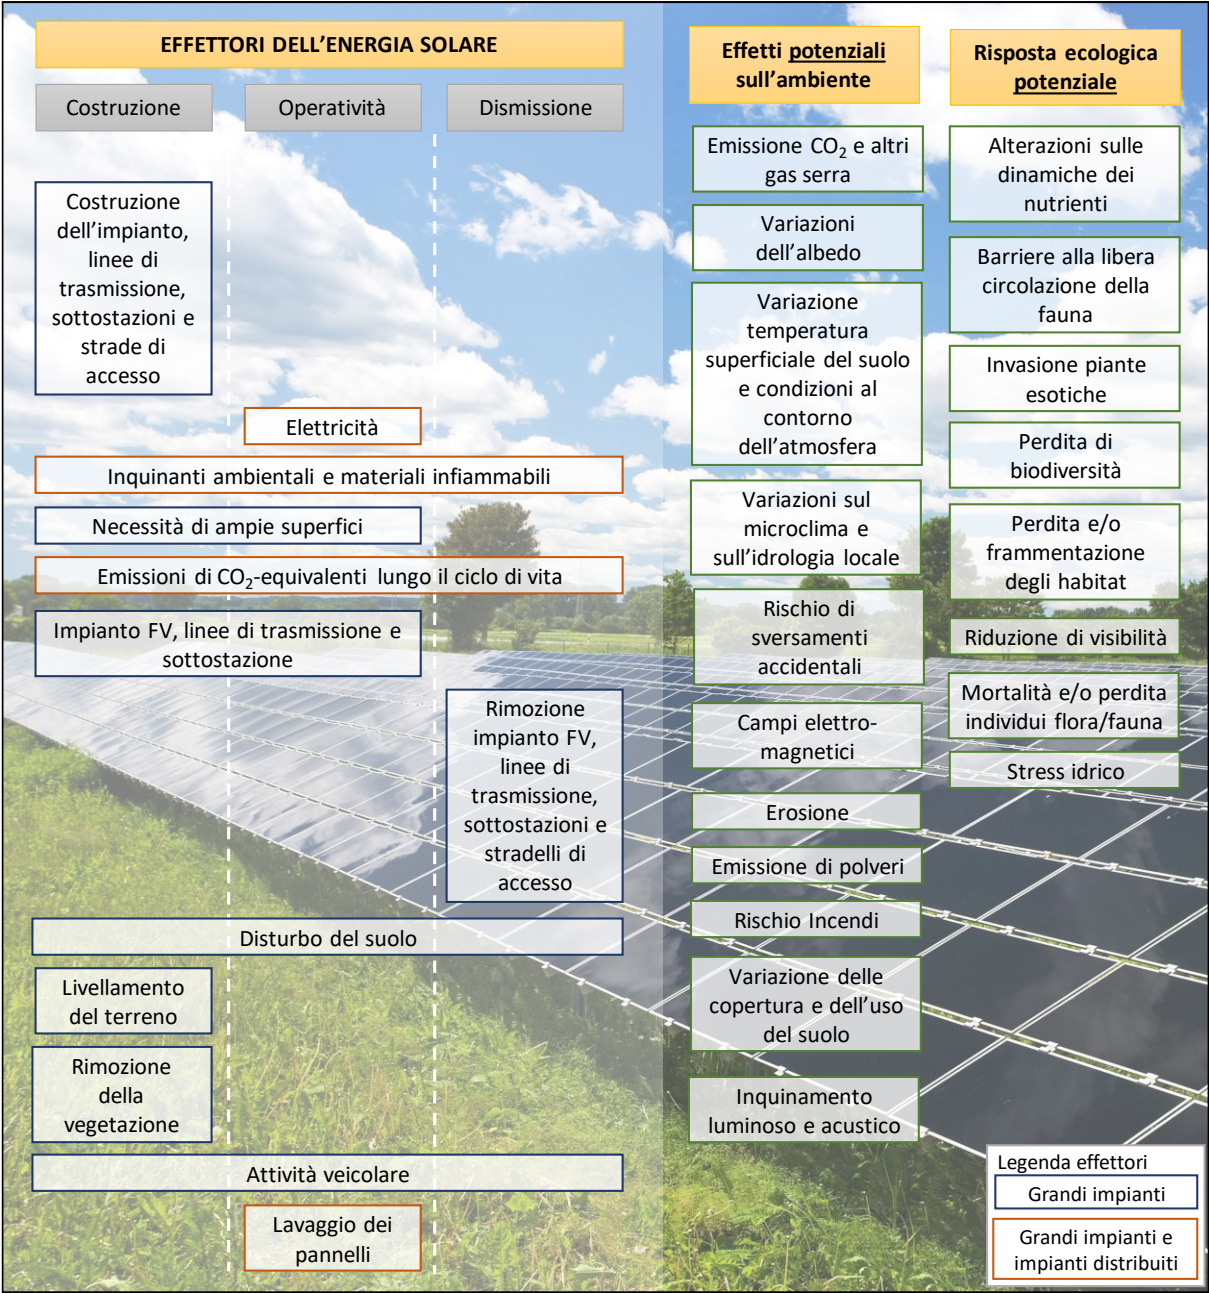 EFFETTORI DELL'ENERGIA SOLARE
Costruzione
Operatività
Dismissione
Costruzione
dell'impianto,
linee di
trasmissione,
sottostazioni e
strade di
accesso
Elettricità
Inquinanti ambientali e materiali infiammabili
Necessità di ampie superfici
Emissioni di CO₂-equivalenti lungo il ciclo di vita
Impianto FV, linee di trasmissione e
sottostazione
Rimozione
impianto FV,
linee di
trasmissione,
sottostazioni e
stradelli di
accesso
Disturbo del suolo
Livellamento
del terreno
Rimozione
della
vegetazione
Attività veicolare
Lavaggio dei
pannelli
Effetti potenziali
sull'ambiente
Emissione CO₂ e altri
gas serra
Variazioni
dell'albedo
Variazione
temperatura
superficiale del suolo
e condizioni al
contorno
dell'atmosfera
Variazioni sul
microclima e
sull'idrologia locale
Rischio di
sversamenti
accidentali
Campi elettro-
magnetici
Erosione
Emissione di polveri
Rischio Incendi
Variazione delle
copertura e dell'uso
del suolo
Inquinamento
luminoso e acustico
Risposta ecologica
potenziale
Alterazioni sulle
dinamiche dei
nutrienti
Barriere alla libera
circolazione della
fauna
Invasione piante
esotiche
Perdita di
biodiversità
Perdita e/o
frammentazione
degli habitat
Riduzione di visibilità
Mortalità e/o perdita
individui flora/fauna
Stress idrico
Legenda effettori
Grandi impianti
Grandi impianti e
impianti distribuiti